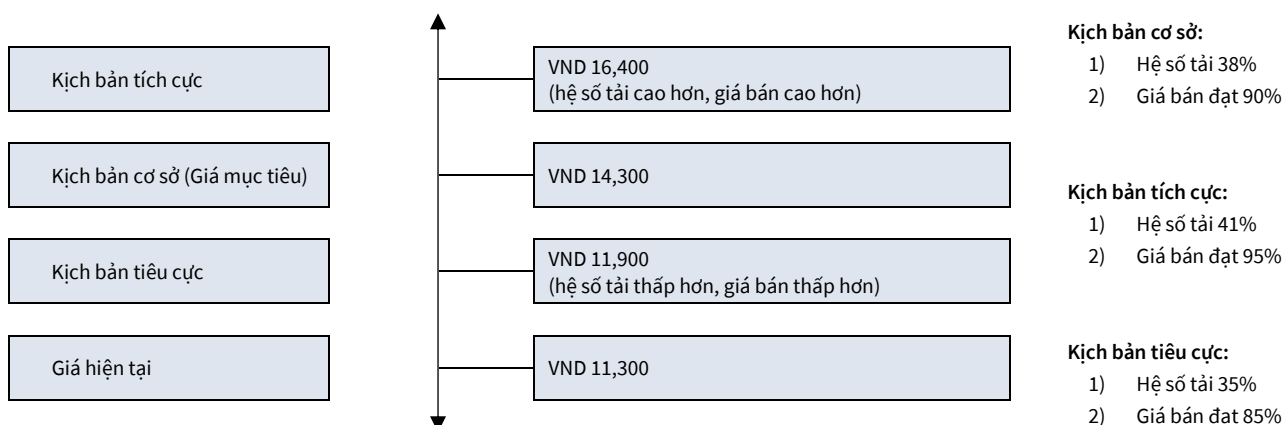 Kịch bản tích cực
VND 16,400
(hệ số tải cao hơn, giá bán cao hơn)
Kịch bản cơ sở (Giá mục tiêu)
VND 14,300
Kịch bản tiêu cực
VND 11,900
(hệ số tải thấp hơn, giá bán thấp hơn)
Giá hiện tại
VND 11,300
Kịch bản cơ sở:
1) Hệ số tải 38%
2) Giá bán đạt 90%
Kịch bản tích cực:
1) Hệ số tải 41%
2) Giá bán đạt 95%
Kịch bản tiêu cực:
1) Hệ số tải 35%
2) Giá bán đạt 85%